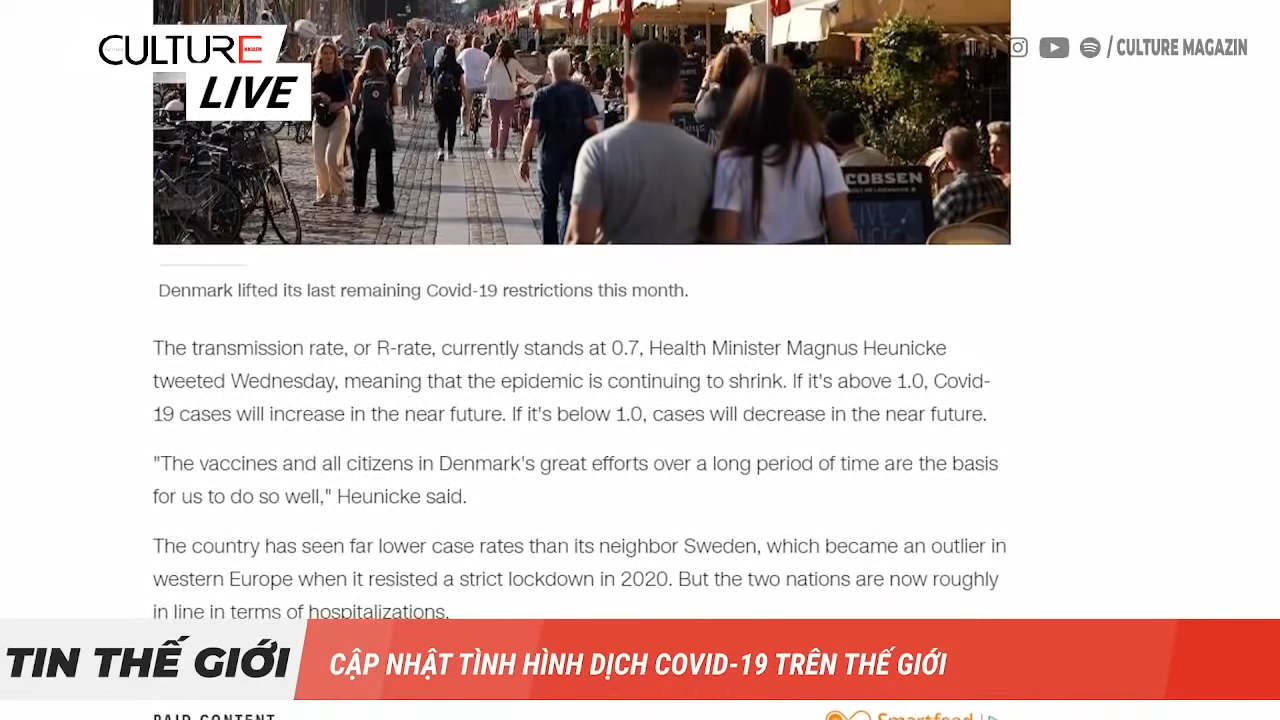 CULTURE
MAGAZIN
LIVE
/ CULTURE MAGAZIN
COBSEN
LIVE
Denmark lifted its last remaining Covid-19 restrictions this month.
The transmission rate, or R-rate, currently stands at 0.7, Health Minister Magnus Heunicke
tweeted Wednesday, meaning that the epidemic is continuing to shrink. If it's above 1.0, Covid-
19 cases will increase in the near future. If it's below 1.0, cases will decrease in the near future.
"The vaccines and all citizens in Denmark's great efforts over a long period of time are the basis
for us to do so well," Heunicke said.
The country has seen far lower case rates than its neighbor Sweden, which became an outlier in
western Europe when it resisted a strict lockdown in 2020. But the two nations are now roughly
in line in terms of hospitalizations.
TIN THẾ GIỚI
CẬP NHẬT TÌNH HÌNH DỊCH COVID-19 TRÊN THẾ GIỚI
PAID CONTENT
Smartfeed